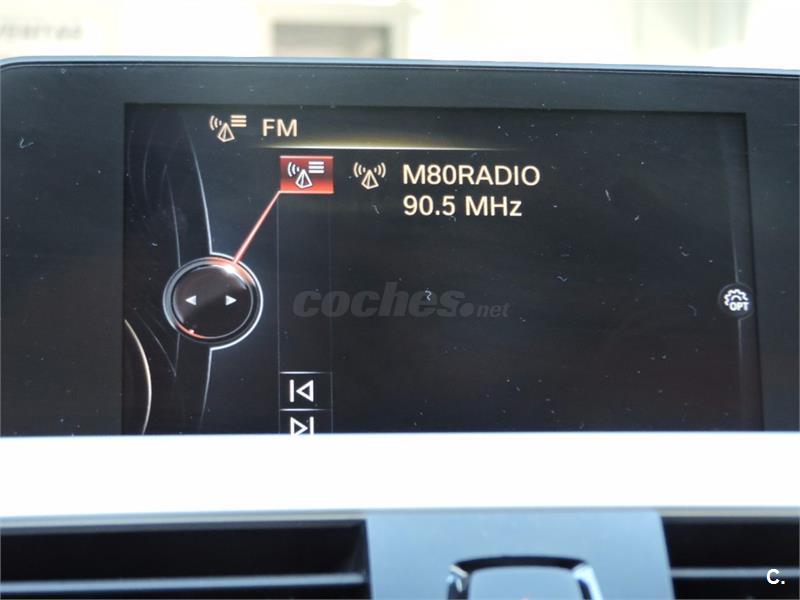 FM
M80RADIO
90.5 MHz
OPT
coches.net
C.